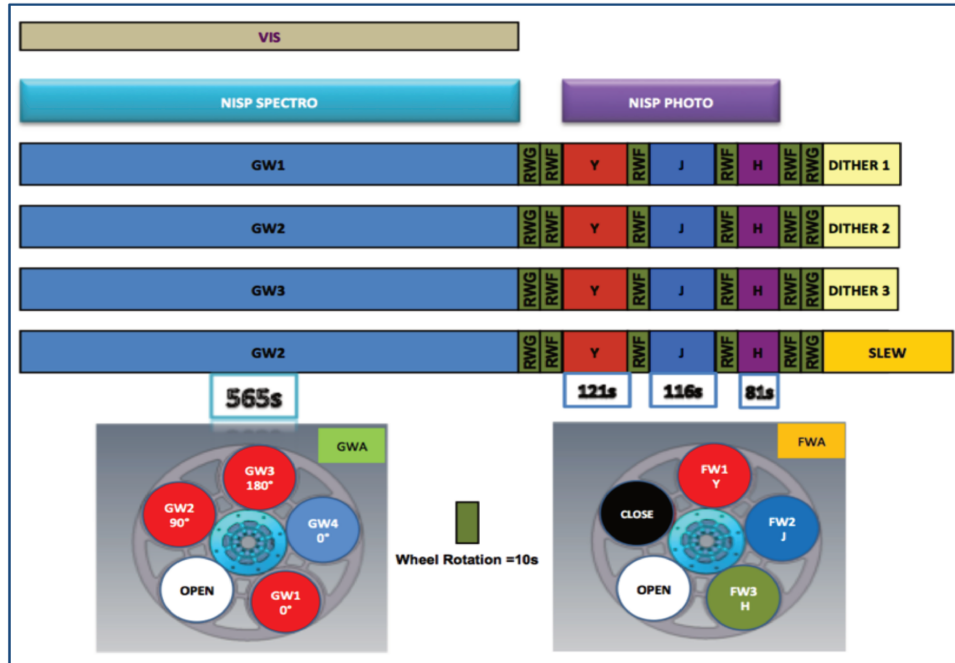 VIS
NISP SPECTRO NISP PHOTO
GW1 RWG RWF Y RWF J RWF H RWF RWG DITHER 1
GW2 RWG RWF Y RWF J RWF H RWF RWG DITHER 2
GW3 RWG RWF Y RWF J RWF H RWF RWG DITHER 3
GW2 RWG RWF Y RWF J RWF H RWF RWG SLEW
565s 121s 116s 81s
GWA
GW3
180°
GW2
90°
GW4
0°
OPEN
GW1
0°
Wheel Rotation =10s
FWA
FW1
Y
CLOSE
FW2
J
OPEN
FW3
H